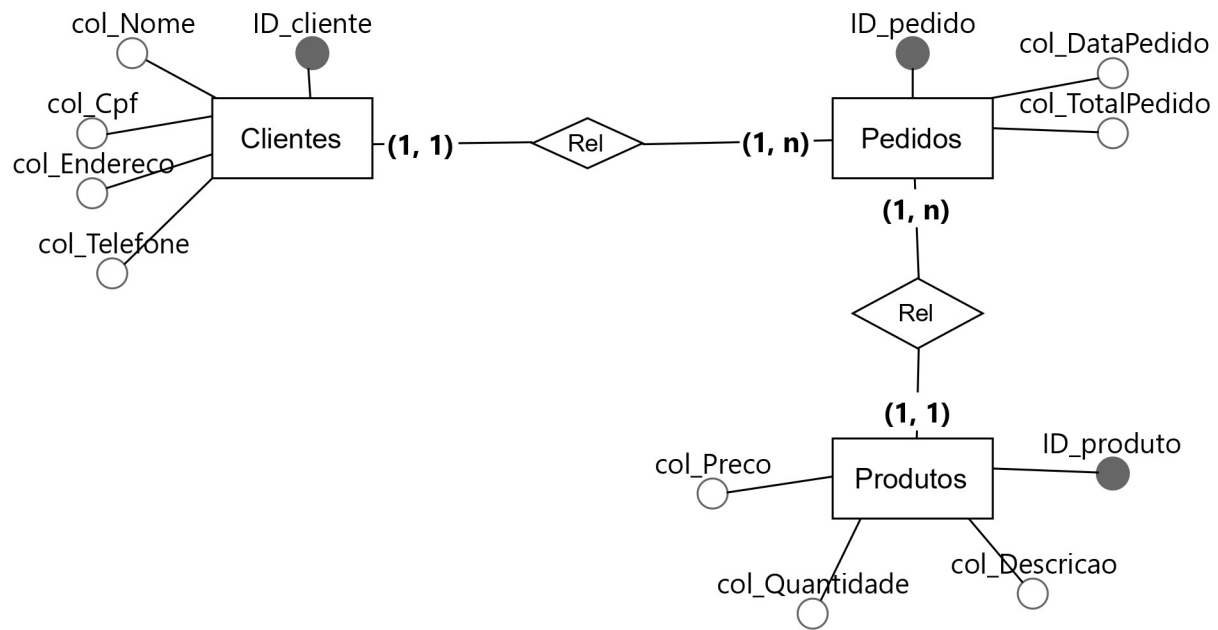 col_Nome
ID_cliente
col_Cpf
col_Endereco
col_Telefone
Clientes
(1, 1)
Rel
(1, n)
ID_pedido
col_DataPedido
col_TotalPedido
Pedidos
(1, n)
Rel
(1, 1)
col_Preco
Produtos
ID_produto
col_Quantidade
col_Descricao